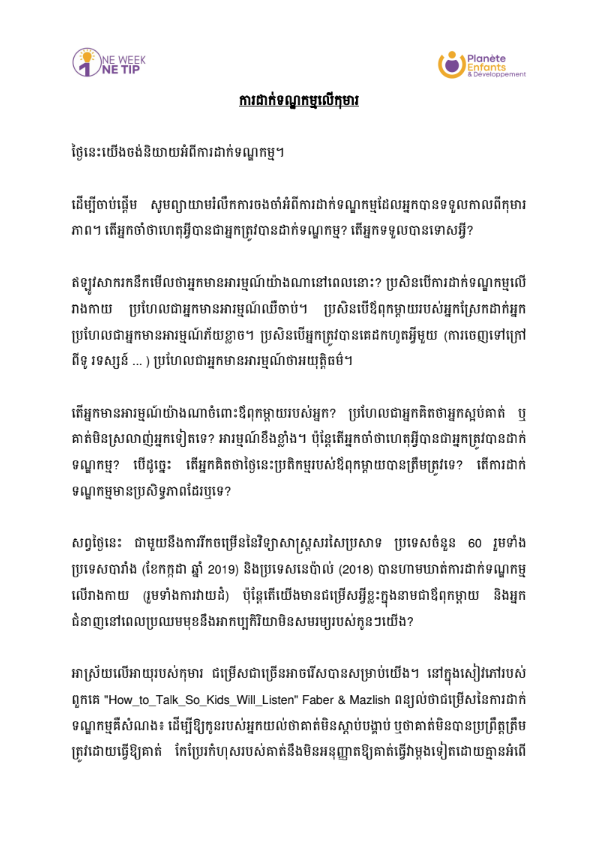 NE WEEK
NE TIP
Planète
Enfants
& Développement
ការដាក់ទណ្ឌកម្មលើកុមារ
ថ្ងៃនេះយើងចង់និយាយអំពីការដាក់ទណ្ឌកម្ម។
ដើម្បីចាប់ផ្តើម សូមព្យាយាមរំលឹកការចងចាំអំពីការដាក់ទណ្ឌកម្មដែលអ្នកបានទទួលកាលពីកុមារ
ភាព។ តើអ្នកចាំថាហេតុអ្វីបានជាអ្នកត្រូវបានដាក់ទណ្ឌកម្ម? តើអ្នកទទួលបានទោសអ្វី?
ឥឡូវសាករកនឹកមើលថាអ្នកមានអារម្មណ៍យ៉ាងណានៅពេលនោះ? ប្រសិនបើការដាក់ទណ្ឌកម្មលើ
រាងកាយ ប្រហែលជាអ្នកមានអារម្មណ៍ឈឺចាប់។ ប្រសិនបើឪពុកម្តាយរបស់អ្នកស្រែកដាក់អ្នក
ប្រហែលជាអ្នកមានអារម្មណ៍ភ័យខ្លាច។ ប្រសិនបើអ្នកត្រូវបានគេដកហូតអ្វីមួយ (ការចេញទៅក្រៅ
ពីទូ រទស្សន៍ ... ) ប្រហែលជាអ្នកមានអារម្មណ៍ថាអយុត្តិធម៌។
តើអ្នកមានអារម្មណ៍យ៉ាងណាចំពោះឪពុកម្តាយរបស់អ្នក? ប្រហែលជាអ្នកគិតថាអ្នកស្អប់គាត់ ឬ
គាត់មិនស្រលាញ់អ្នកទៀតទេ? អារម្មណ៍ខឹងខ្លាំង។ ប៉ុន្តែតើអ្នកចាំថាហេតុអ្វីបានជាអ្នកត្រូវបានដាក់
ទណ្ឌកម្ម? បើដូច្នេះ តើអ្នកគិតថាថ្ងៃនេះប្រតិកម្មរបស់ឪពុកម្តាយបានត្រឹមត្រូវទេ? តើការដាក់
ទណ្ឌកម្មមានប្រសិទ្ធភាពដែរឬទេ?
សព្វថ្ងៃនេះ ជាមួយនឹងការរីកចម្រើននៃវិទ្យាសាស្ត្រសរសៃប្រសាទ ប្រទេសចំនួន 60 រួមទាំង
ប្រទេសបារាំង (ខែកក្កដា ឆ្នាំ 2019) និងប្រទេសនេប៉ាល់ (2018) បានហាមឃាត់ការដាក់ទណ្ឌកម្ម
លើរាងកាយ (រួមទាំងការវាយដំ) ប៉ុន្តែតើយើងមានជម្រើសអ្វីខ្លះក្នុងនាមជាឪពុកម្តាយ និងអ្នក
ជំនាញនៅពេលប្រឈមមុខនឹងអាកប្បកិរិយាមិនសមរម្យរបស់កូនៗយើង?
អាស្រ័យលើអាយុរបស់កុមារ ជម្រើសជាច្រើនអាចរើសបានសម្រាប់យើង។ នៅក្នុងសៀវភៅរបស់
ពួកគេ "How_to_Talk_So_Kids_Will_Listen" Faber & Mazlish ពន្យល់ថាជម្រើសនៃការដាក់
ទណ្ឌកម្មគឺសំណង៖ ដើម្បីឱ្យកូនរបស់អ្នកយល់ថាគាត់មិនស្តាប់បង្គាប់ ឬថាគាត់មិនបានប្រព្រឹត្តត្រឹម
ត្រូវដោយធ្វើឱ្យគាត់ កែប្រែកំហុសរបស់គាត់នឹងមិនអនុញ្ញាតឱ្យគាត់ធ្វើវាម្តងទៀតដោយគ្មានអំពើ